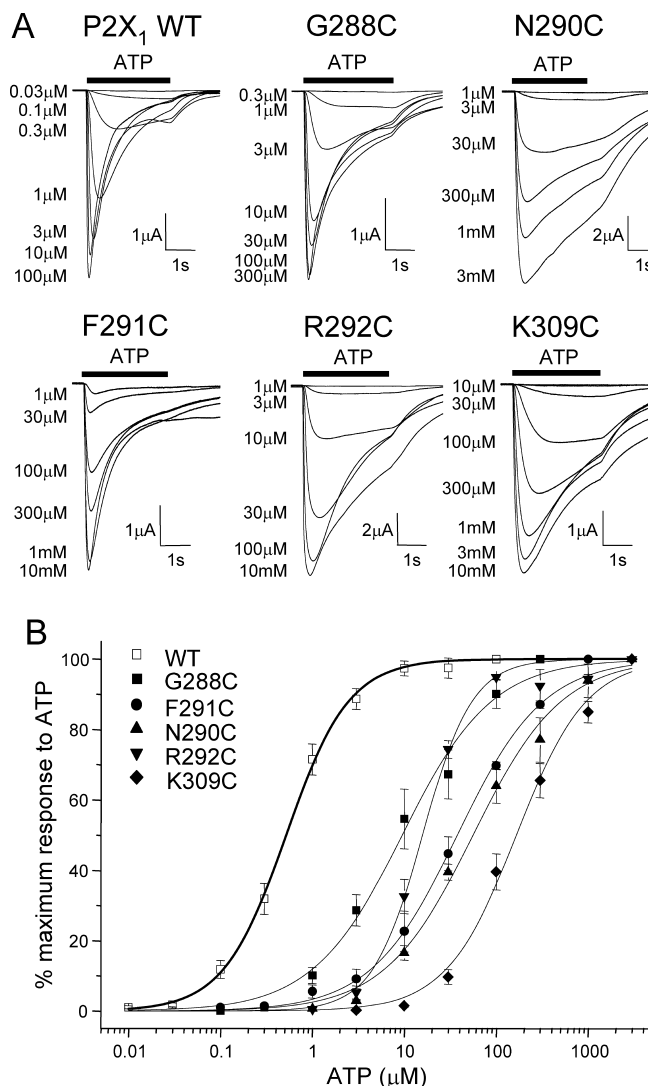 A
P2X1 WT
G288C
N290C
ATP
ATP
ATP
0.03µM
0.1µM
0.3µM
1µM
3µM
10µM
100µM
1µA
1s
0.3µM
1µM
3µM
10µM
30µM
100µM
300µM
1µA
1s
1µM
3µM
30µM
300µM
1mM
3mM
2µA
1s
F291C
R292C
K309C
ATP
ATP
ATP
1µM
30µM
100µM
300µM
1mM
10mM
1µA
1s
1µM
3µM
10µM
30µM
100µM
10mM
2µA
1s
10µM
30µM
100µM
300µM
1mM
3mM
10mM
1µA
1s
B
% maximum response to ATP
100
80
60
40
20
0
WT
G288C
F291C
N290C
R292C
K309C
0.01
0.1
1
10
100
1000
ATP (µM)